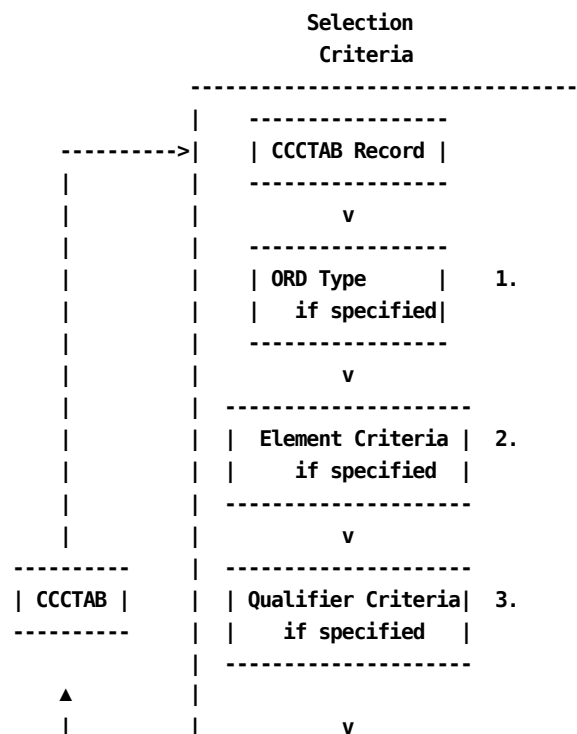 Selection
Criteria
---------------------------------
|    -----------------
---------->|    | CCCTAB Record |
|          |    -----------------
|          |            v
|          |    -----------------
|          |    | ORD Type      |    1.
|          |    |   if specified|
|          |    -----------------
|          |            v
|          |  ---------------------
|          |  |  Element Criteria |  2.
|          |  |     if specified  |
|          |  ---------------------
|          |            v
----------     |  ---------------------
| CCCTAB |     |  | Qualifier Criteria|  3.
----------     |  |    if specified   |
|  ---------------------
▲          |
|          |            v